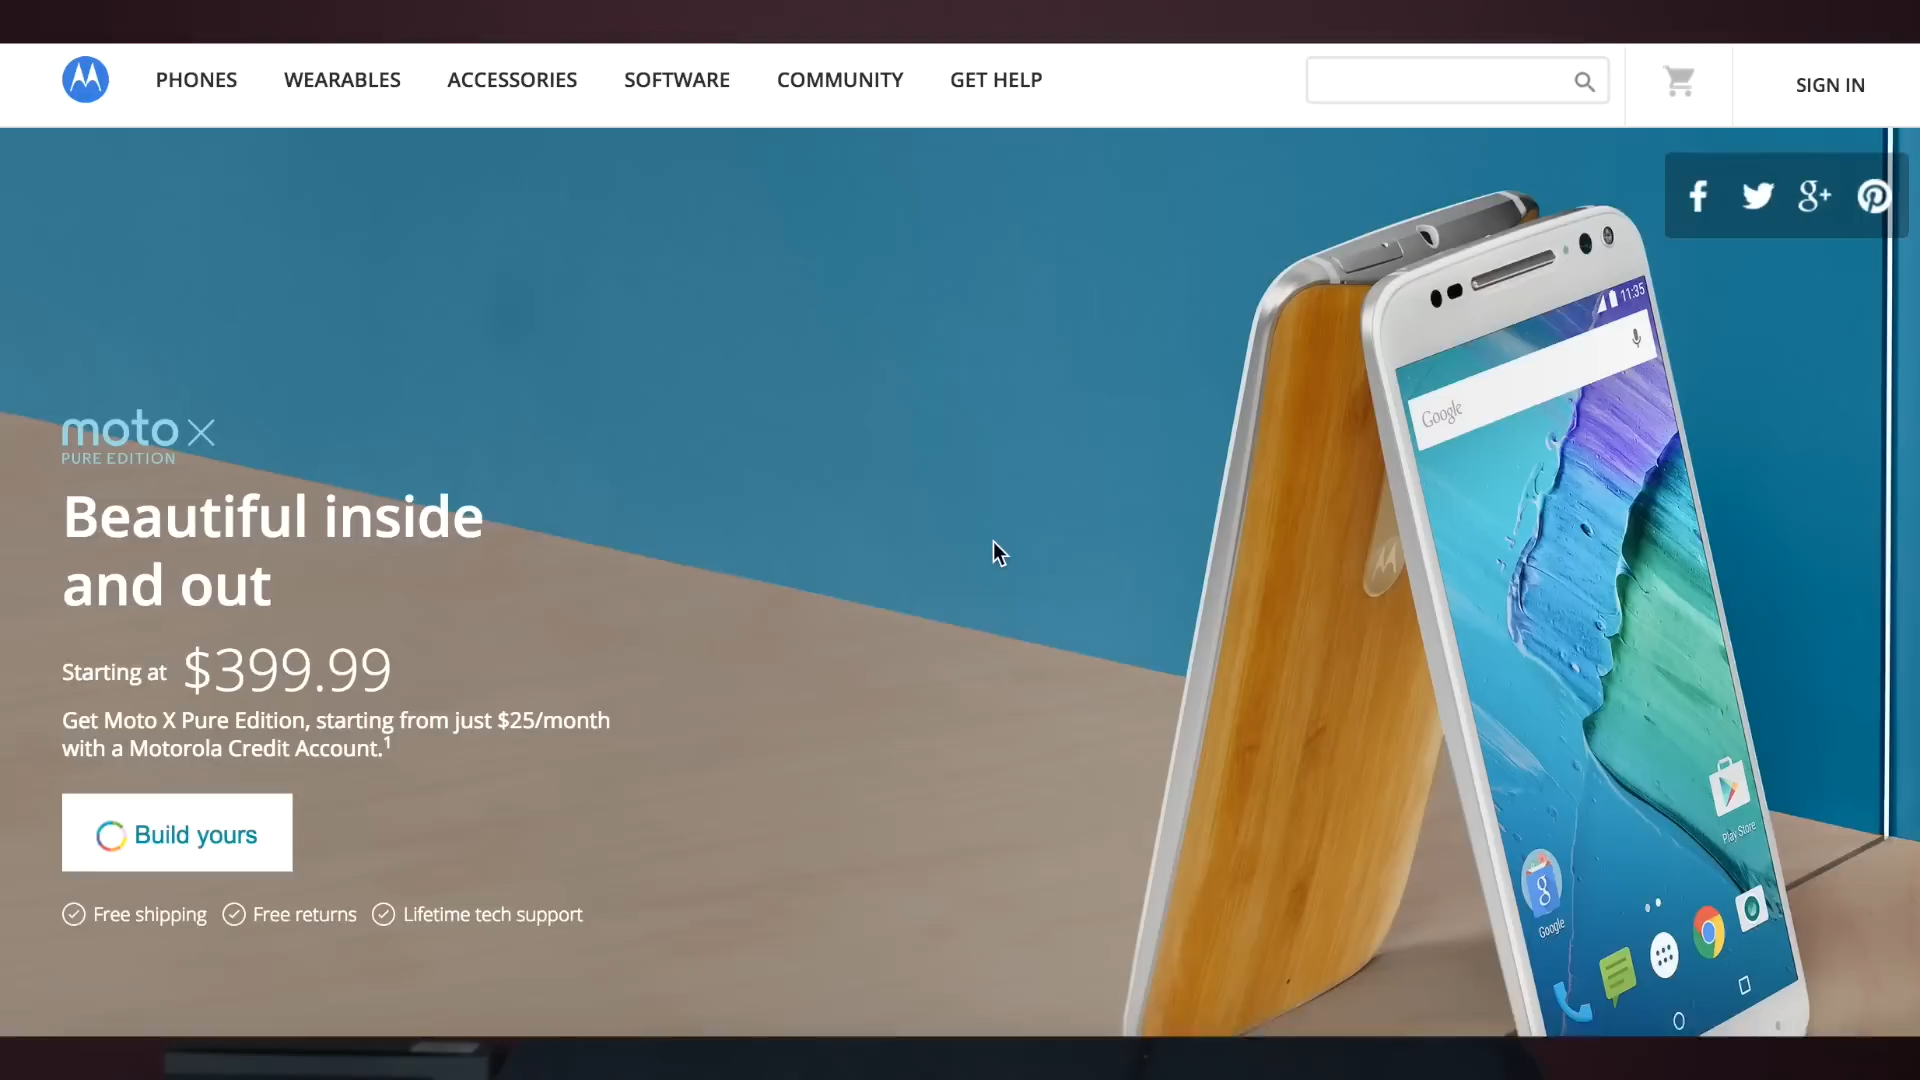 PHONES WEARABLES ACCESSORIES SOFTWARE COMMUNITY GET HELP SIGN IN
moto x
PURE EDITION
Beautiful inside
and out
Starting at $399.99
Get Moto X Pure Edition, starting from just $25/month
with a Motorola Credit Account.1
Build yours
Free shipping Free returns Lifetime tech support
11:35
Google
Play Store
Google